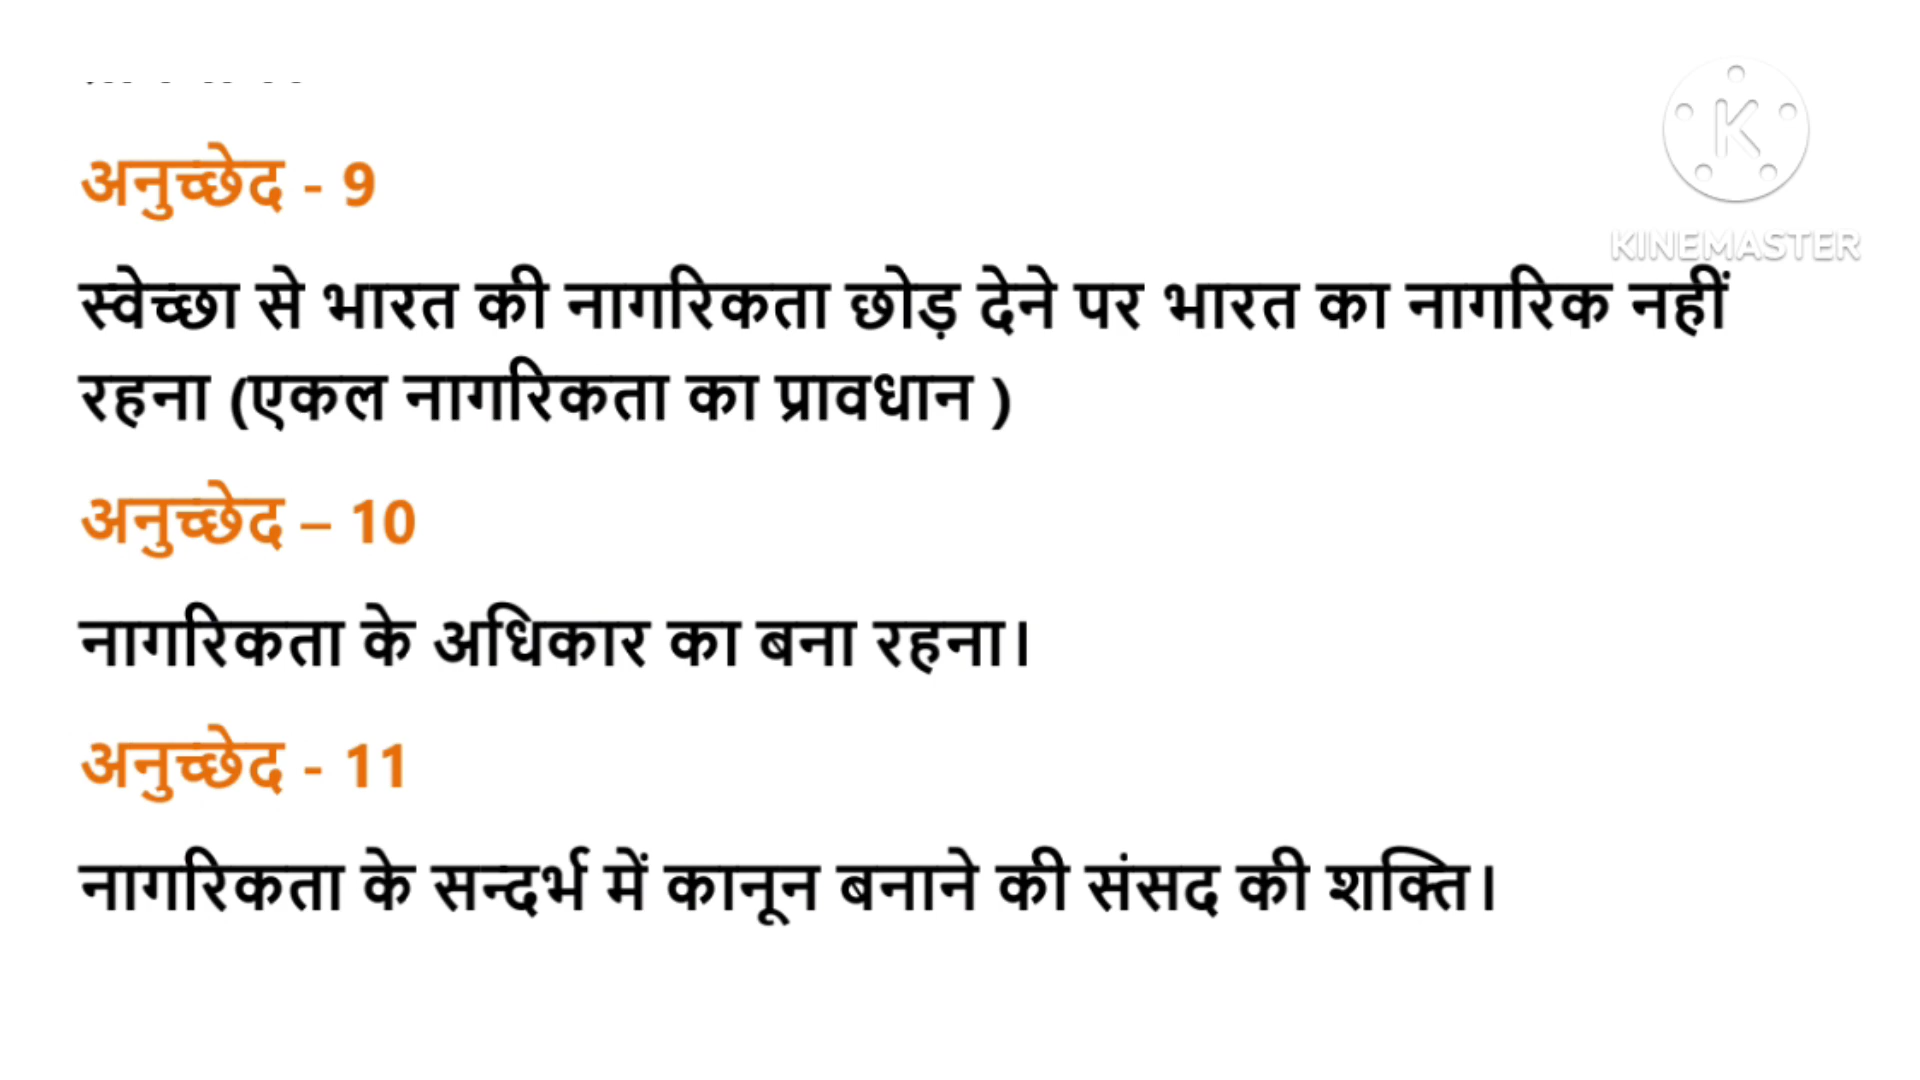 अनुच्छेद - 9
KINEMASTER
स्वेच्छा से भारत की नागरिकता छोड़ देने पर भारत का नागरिक नहीं
रहना (एकल नागरिकता का प्रावधान )
अनुच्छेद – 10
नागरिकता के अधिकार का बना रहना।
अनुच्छेद - 11
नागरिकता के सन्दर्भ में कानून बनाने की संसद की शक्ति।